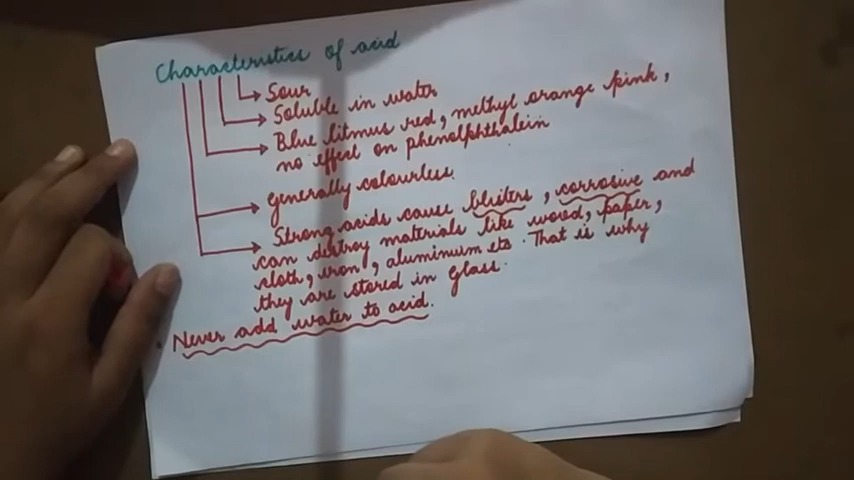 Characteristics of acid
Sour
Soluble in water
Blue litmus red, methyl orange pink,
no effect on phenolphthalein
generally colourless.
Strong acids cause blisters, corrosive and
can destroy materials like wood, paper,
cloth, iron, aluminum etc. That is why
they are stored in glass.
Never add water to acid.